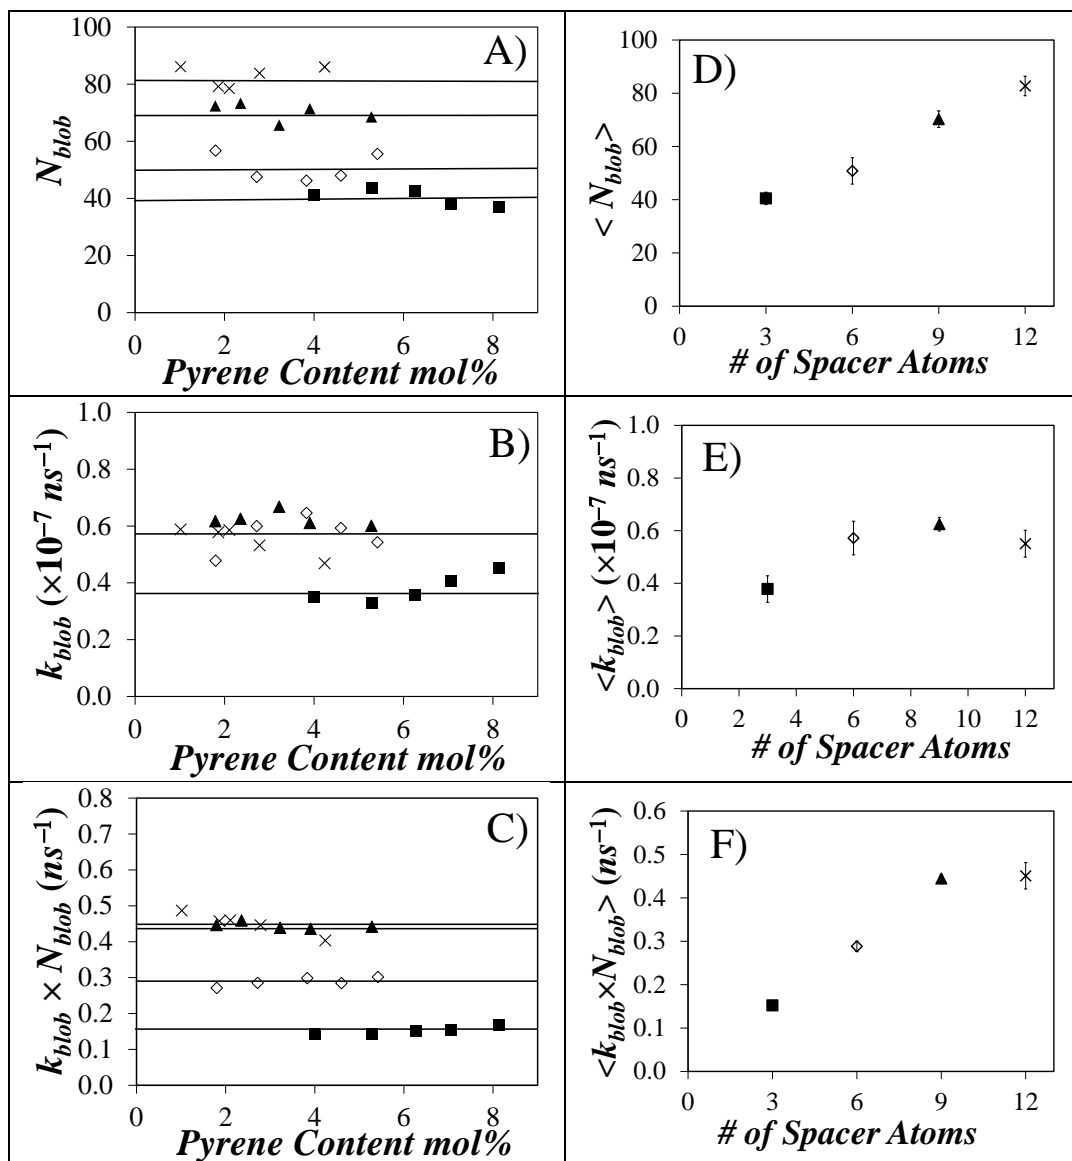 A)
100
80
60
40
20
0
N_blob
0 2 4 6 8
Pyrene Content mol%
D)
100
80
60
40
20
0
< N_blob >
0 3 6 9 12
# of Spacer Atoms
B)
1.0
0.8
0.6
0.4
0.2
0.0
k_blob (×10⁻⁷ ns⁻¹)
0 2 4 6 8
Pyrene Content mol%
E)
1.0
0.8
0.6
0.4
0.2
0.0
<k_blob> (×10⁻⁷ ns⁻¹)
0 2 4 6 8 10 12
# of Spacer Atoms
C)
0.8
0.7
0.6
0.5
0.4
0.3
0.2
0.1
0.0
k_blob × N_blob (ns⁻¹)
0 2 4 6 8
Pyrene Content mol%
F)
0.6
0.5
0.4
0.3
0.2
0.1
0.0
<k_blob×N_blob> (ns⁻¹)
0 3 6 9 12
# of Spacer Atoms